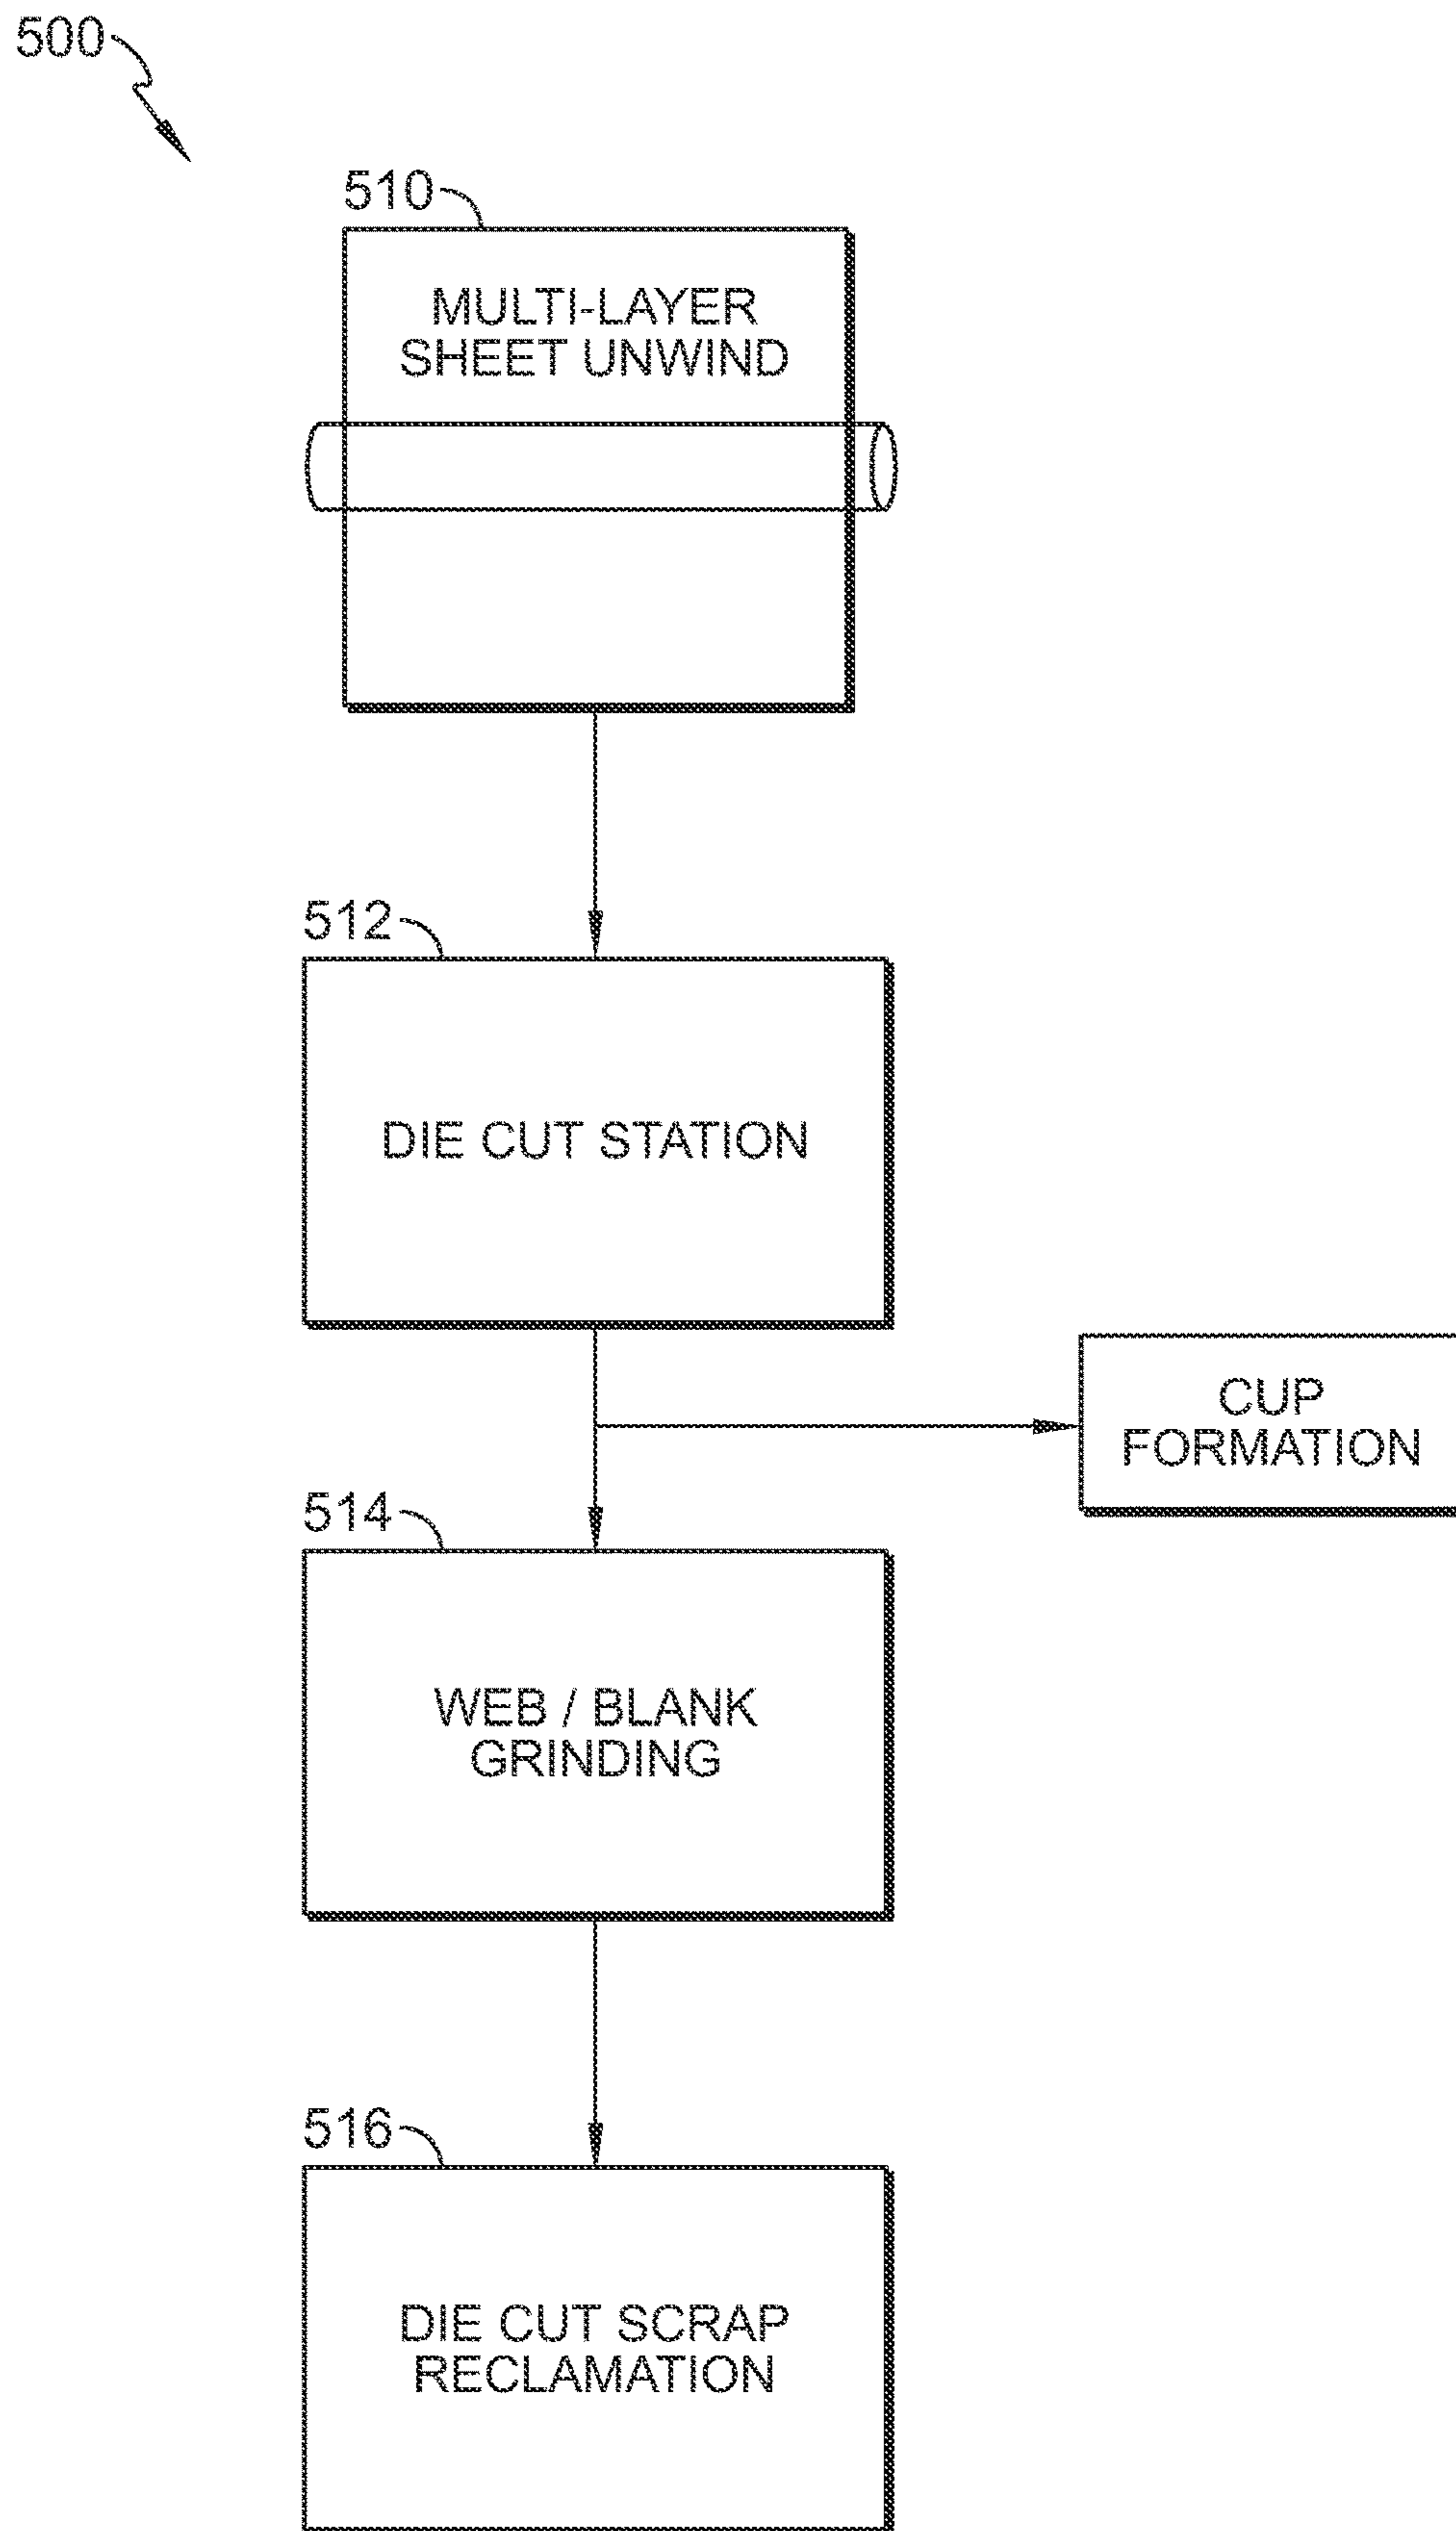 500
510
MULTI-LAYER
SHEET UNWIND
512
DIE CUT STATION
CUP
FORMATION
514
WEB / BLANK
GRINDING
516
DIE CUT SCRAP
RECLAMATION